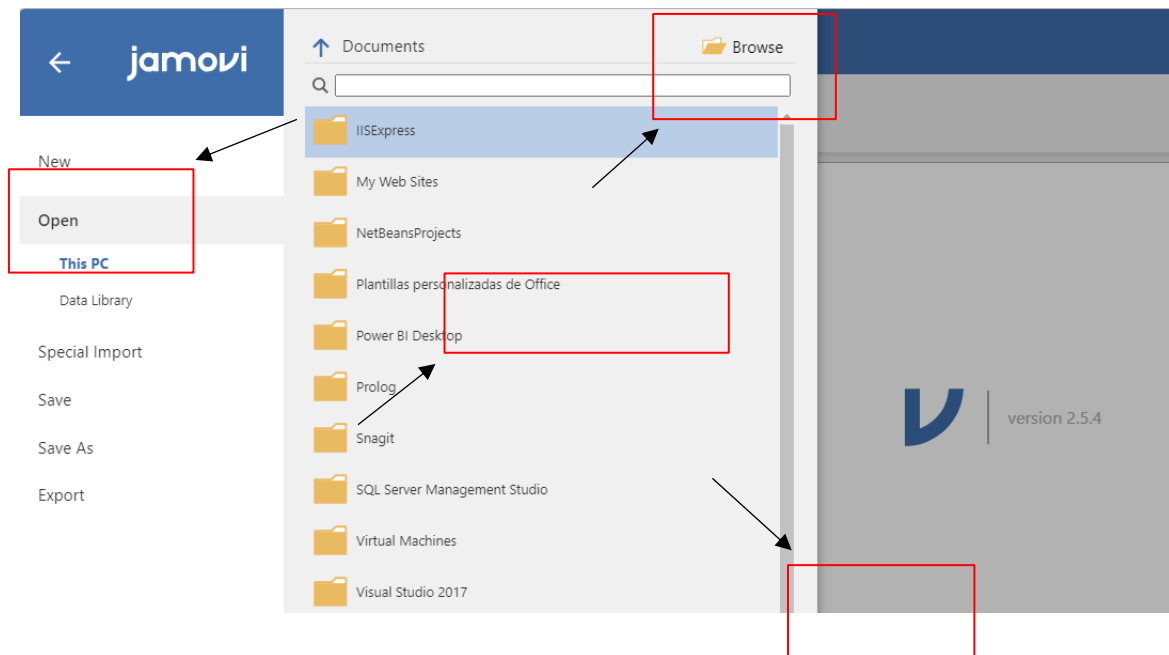 jamovi
New
Open
This PC
Data Library
Special Import
Save
Save As
Export
Documents
Browse
IISExpress
My Web Sites
NetBeansProjects
Plantillas personalizadas de Office
Power BI Desktop
Prolog
Snagit
SQL Server Management Studio
Virtual Machines
Visual Studio 2017
version 2.5.4